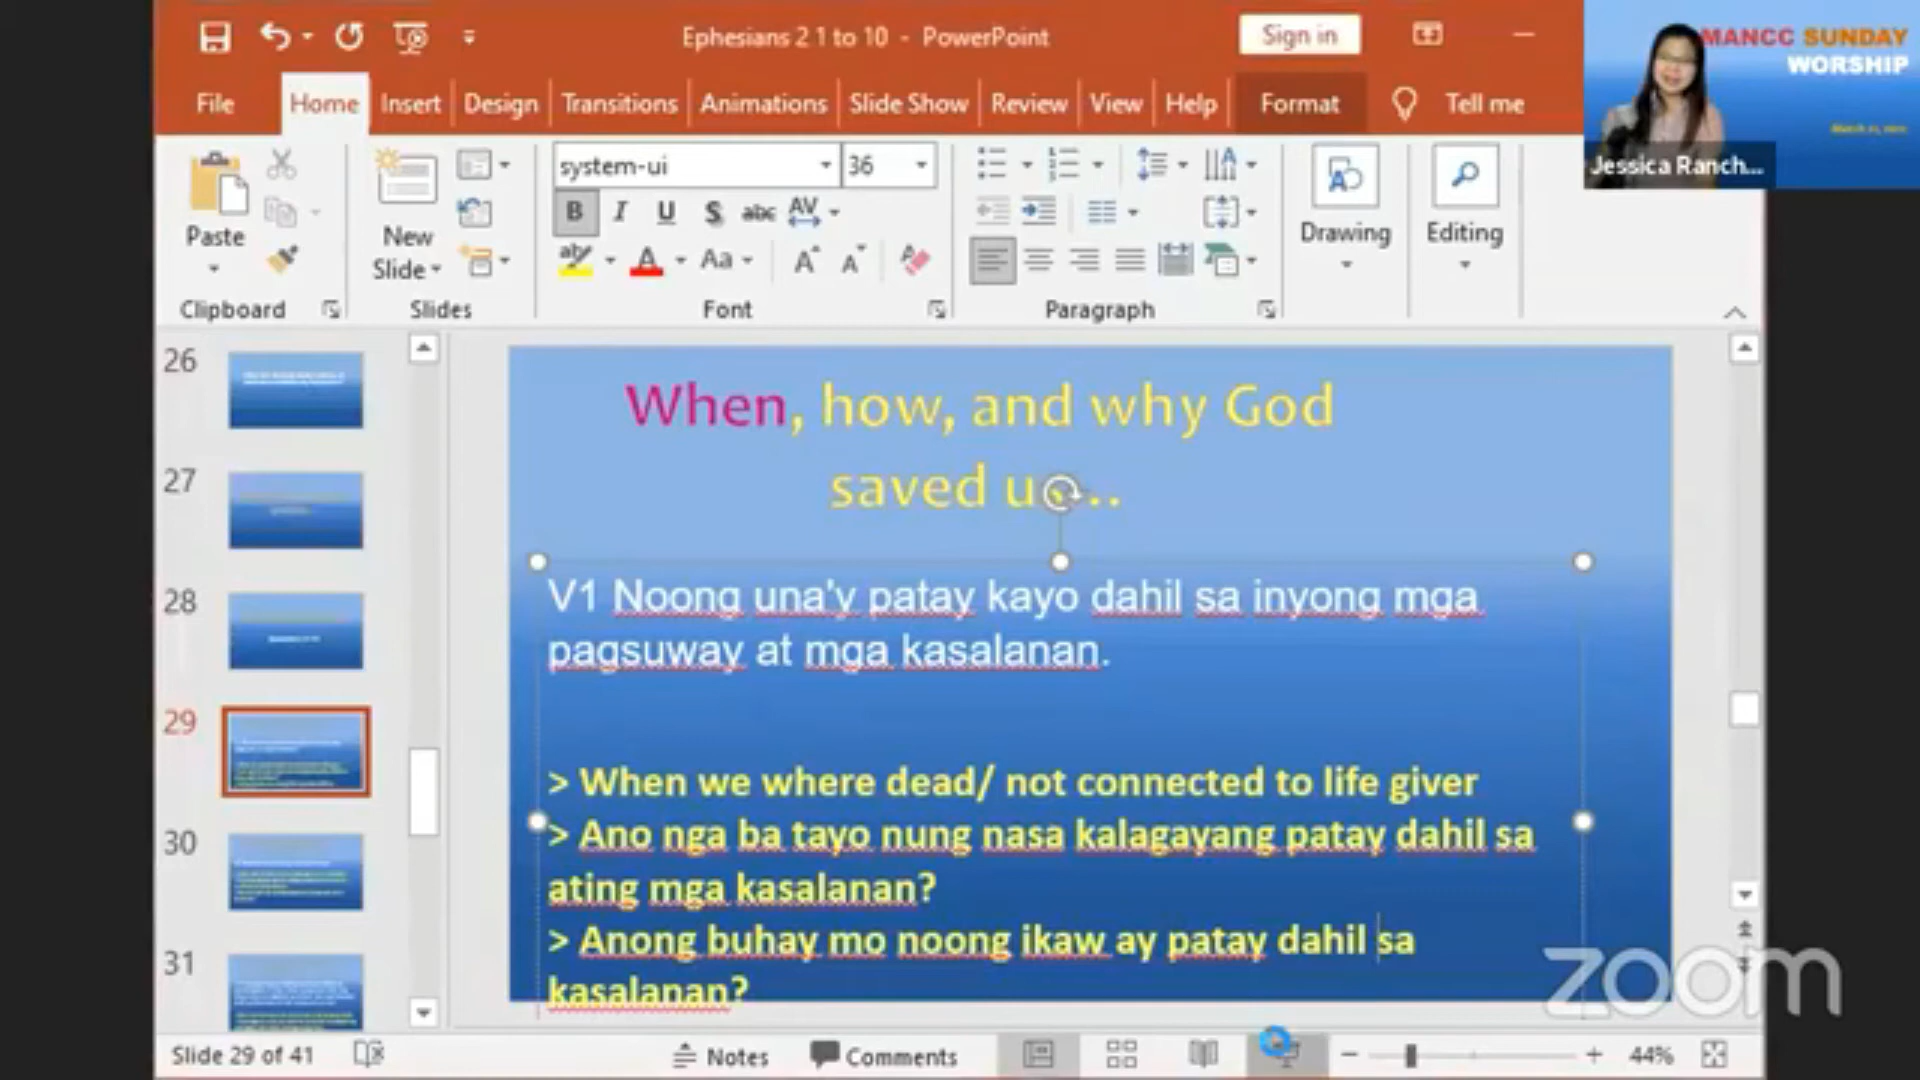 Ephesians 2 1 to 10 - PowerPoint
Sign in
MANCC SUNDAY
WORSHIP
Jessica Ranch...
File Home Insert Design Transitions Animations Slide Show Review View Help Format Tell me
system-ui 36
Paste
New
Slide
B I U S abc AV
Aa A A
Drawing
Editing
Clipboard Slides Font Paragraph
26
27
28
29
30
31
When, how, and why God
saved u...
V1 Noong una'y patay kayo dahil sa inyong mga
pagsuway at mga kasalanan.
> When we where dead/ not connected to life giver
> Ano nga ba tayo nung nasa kalagayang patay dahil sa
ating mga kasalanan?
> Anong buhay mo noong ikaw ay patay dahil sa
kasalanan?
zoom
Slide 29 of 41 Notes Comments 44%